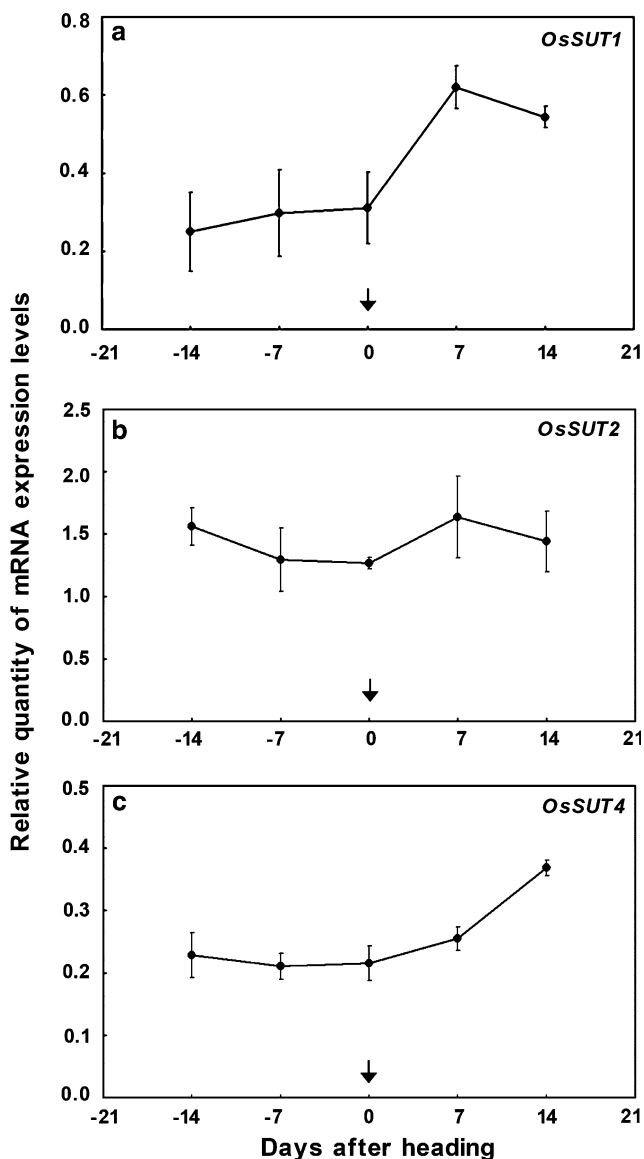 Relative quantity of mRNA expression levels
a
OsSUT1
0.8
0.6
0.4
0.2
0.0
-21 -14 -7 0 7 14 21
b
OsSUT2
2.5
2.0
1.5
1.0
0.5
0.0
-21 -14 -7 0 7 14 21
c
OsSUT4
0.5
0.4
0.3
0.2
0.1
0.0
-21 -14 -7 0 7 14 21
Days after heading